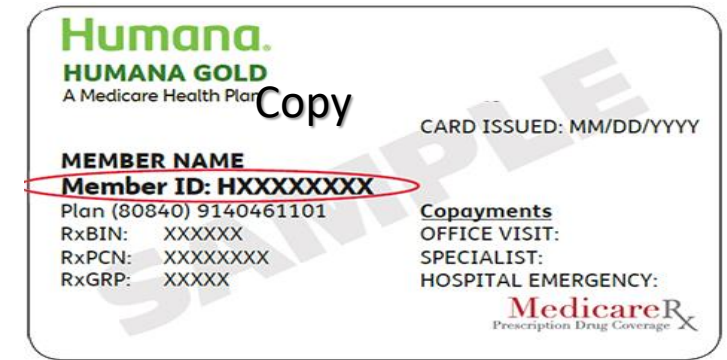 Humana.
HUMANA GOLD
A Medicare Health Plan
Copy
CARD ISSUED: MM/DD/YYYY
SAMPLE
MEMBER NAME
Member ID: HXXXXXXXX
Plan (80840) 9140461101
RxBIN: XXXXXX
RxPCN: XXXXXXXX
RxGRP: XXXXX
Copayments
OFFICE VISIT:
SPECIALIST:
HOSPITAL EMERGENCY:
MedicareRx
Prescription Drug Coverage